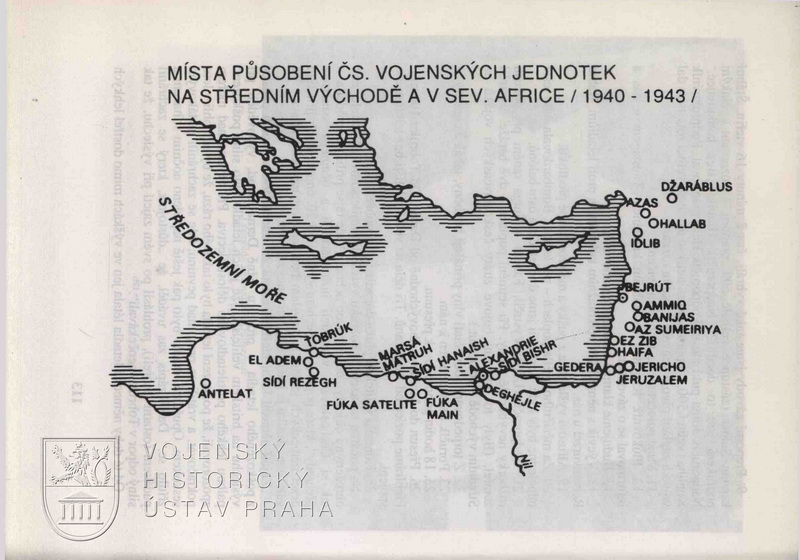 MÍSTA PŮSOBENÍ ČS. VOJENSKÝCH JEDNOTEK
NA STŘEDNÍM VÝCHODĚ A V SEV. AFRICE / 1940 - 1943 /
DŽARÁBLUS
AZAS
HALLAB
IDLIB
STŘEDOZEMNÍ MOŘE
BEJRÚT
AMMIQ
BANIJAS
AZ SUMEIRIYA
EZ ZIB
HAIFA
GEDERA
JERICHO
JERUZALEM
TOBRÚK
EL ADEM
SÍDÍ REZEGH
ANTELAT
MARSÁ
MATRÚH
SÍDÍ HANAISH
FÚKA SATELITE
FÚKA
MAIN
ALEXANDRIE
SÍDÍ BISHR
DEGHÉJLE
NIL
VOJENSKÝ
HISTORICKÝ
ÚSTAV PRAHA